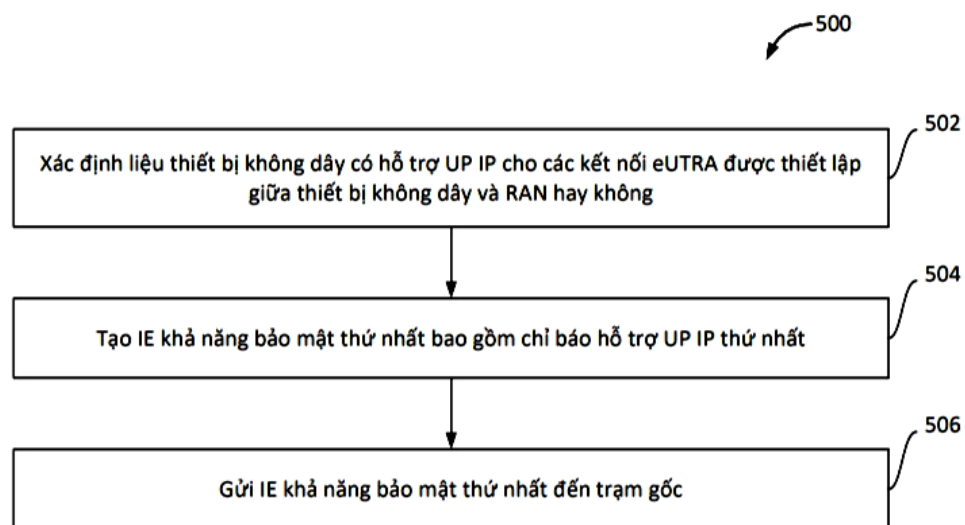 500
502
Xác định liệu thiết bị không dây có hỗ trợ UP IP cho các kết nối eUTRA được thiết lập
giữa thiết bị không dây và RAN hay không
504
Tạo IE khả năng bảo mật thứ nhất bao gồm chỉ báo hỗ trợ UP IP thứ nhất
506
Gửi IE khả năng bảo mật thứ nhất đến trạm gốc